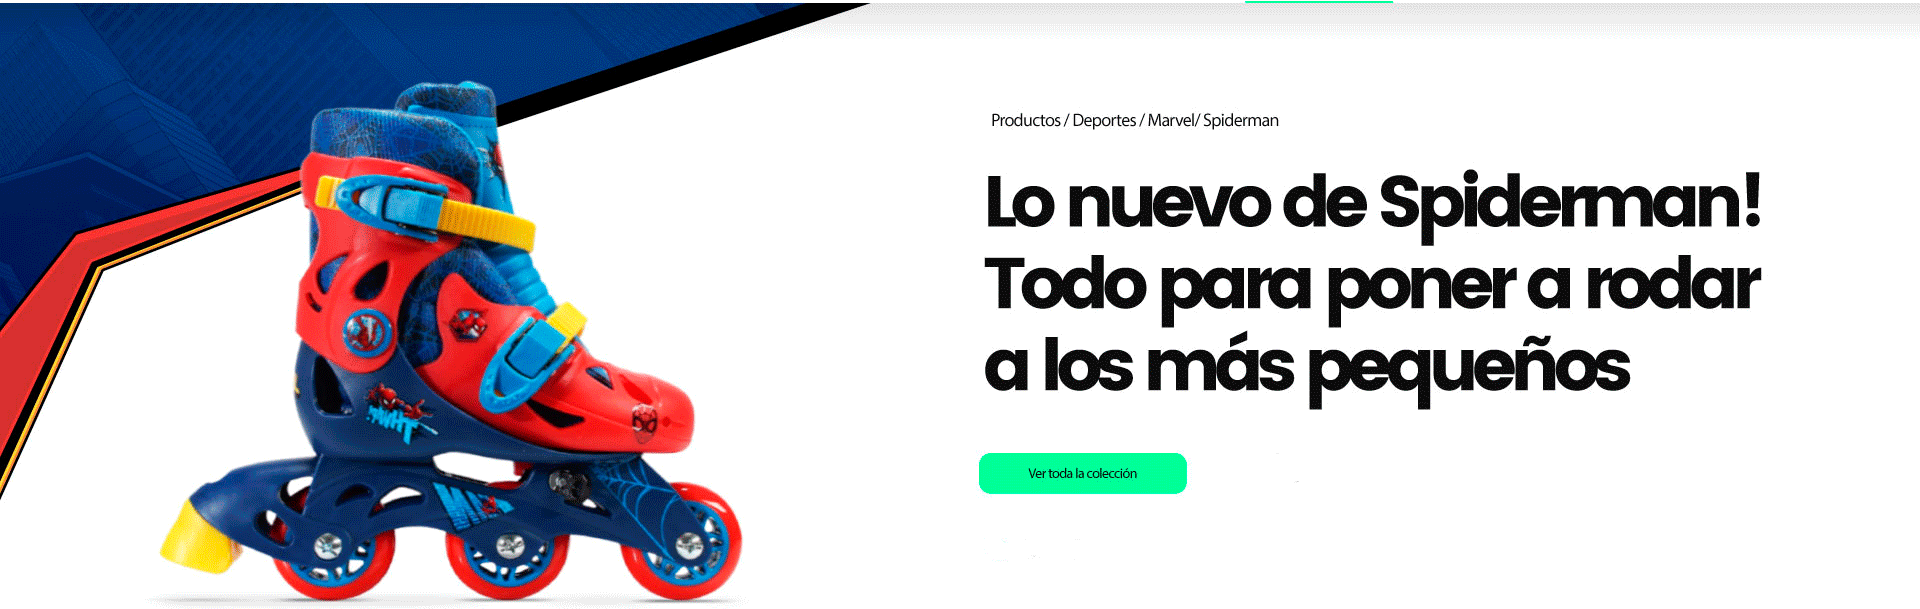 Productos / Deportes / Marvel/ Spiderman
Lo nuevo de Spiderman!
Todo para poner a rodar
a los más pequeños
Ver toda la colección